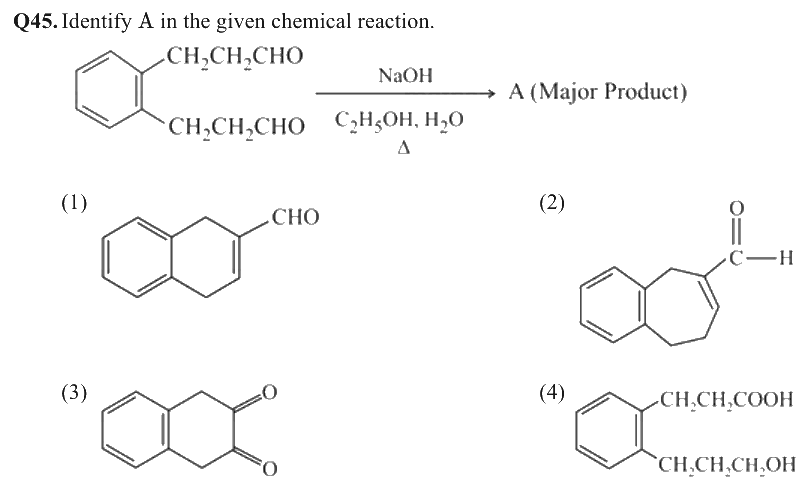 Q45. Identify A in the given chemical reaction.
CH₂CH₂CHO
CH₂CH₂CHO
NaOH
C₂H₅OH, H₂O
Δ
A (Major Product)
(1)
CHO
(2)
O
C—H
(3)
O
O
(4)
CH₂CH₂COOH
CH₂CH₂CH₂OH